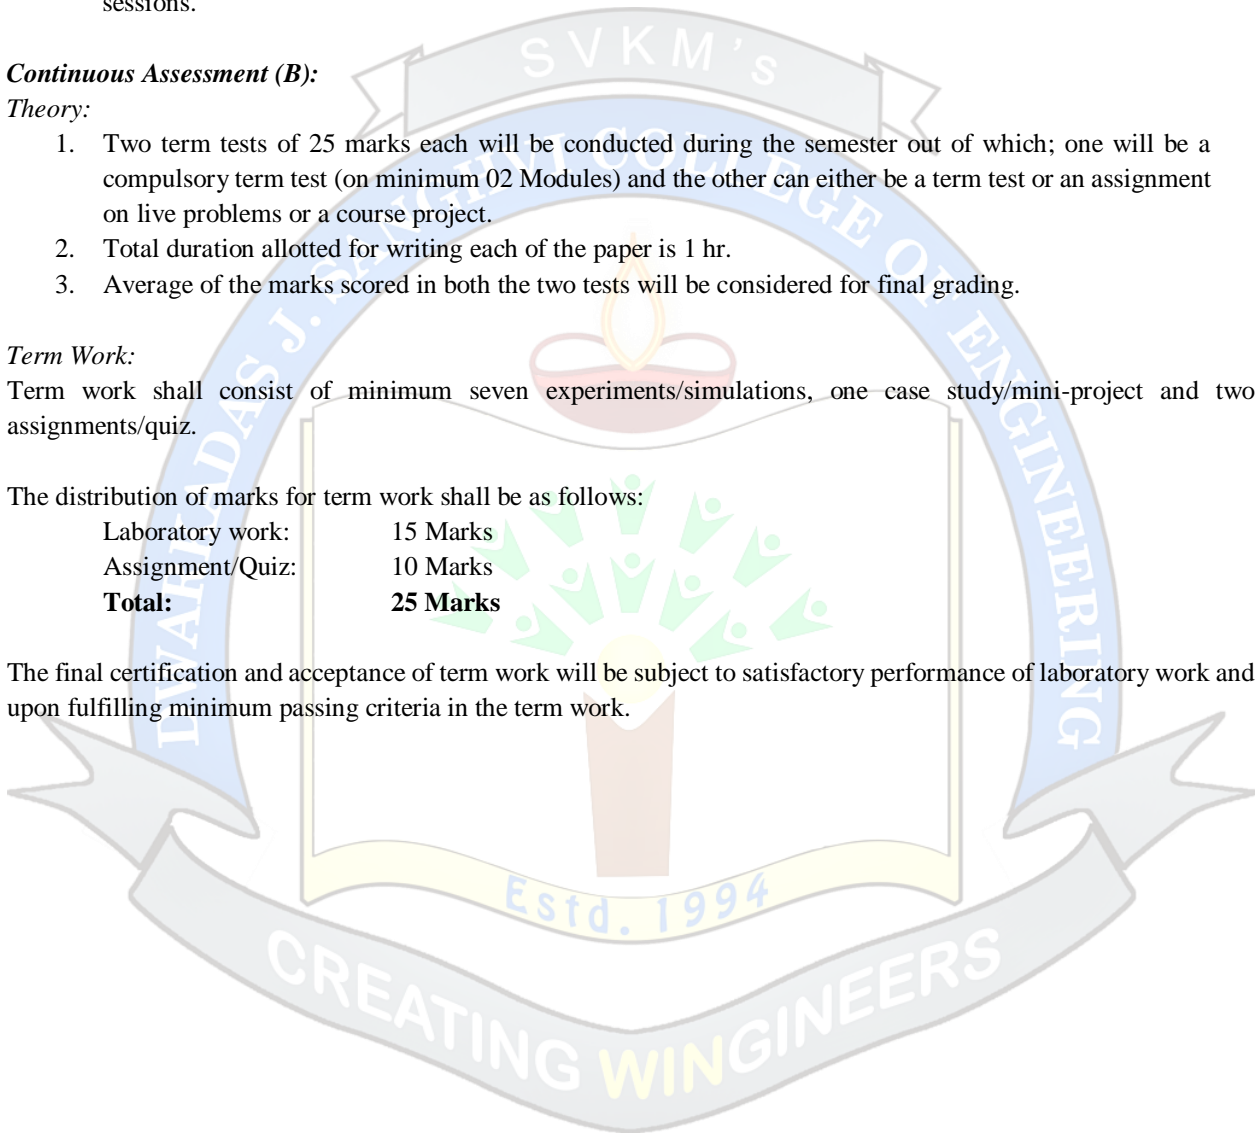 sessions.
SVKM's
DWARKADAS J. SANGHVI COLLEGE OF ENGINEERING
Continuous Assessment (B):
Theory:
1. Two term tests of 25 marks each will be conducted during the semester out of which; one will be a
compulsory term test (on minimum 02 Modules) and the other can either be a term test or an assignment
on live problems or a course project.
2. Total duration allotted for writing each of the paper is 1 hr.
3. Average of the marks scored in both the two tests will be considered for final grading.
Term Work:
Term work shall consist of minimum seven experiments/simulations, one case study/mini-project and two
assignments/quiz.
The distribution of marks for term work shall be as follows:
Laboratory work: 15 Marks
Assignment/Quiz: 10 Marks
Total: 25 Marks
The final certification and acceptance of term work will be subject to satisfactory performance of laboratory work and
upon fulfilling minimum passing criteria in the term work.
Estd. 1994
CREATING WINGINEERS